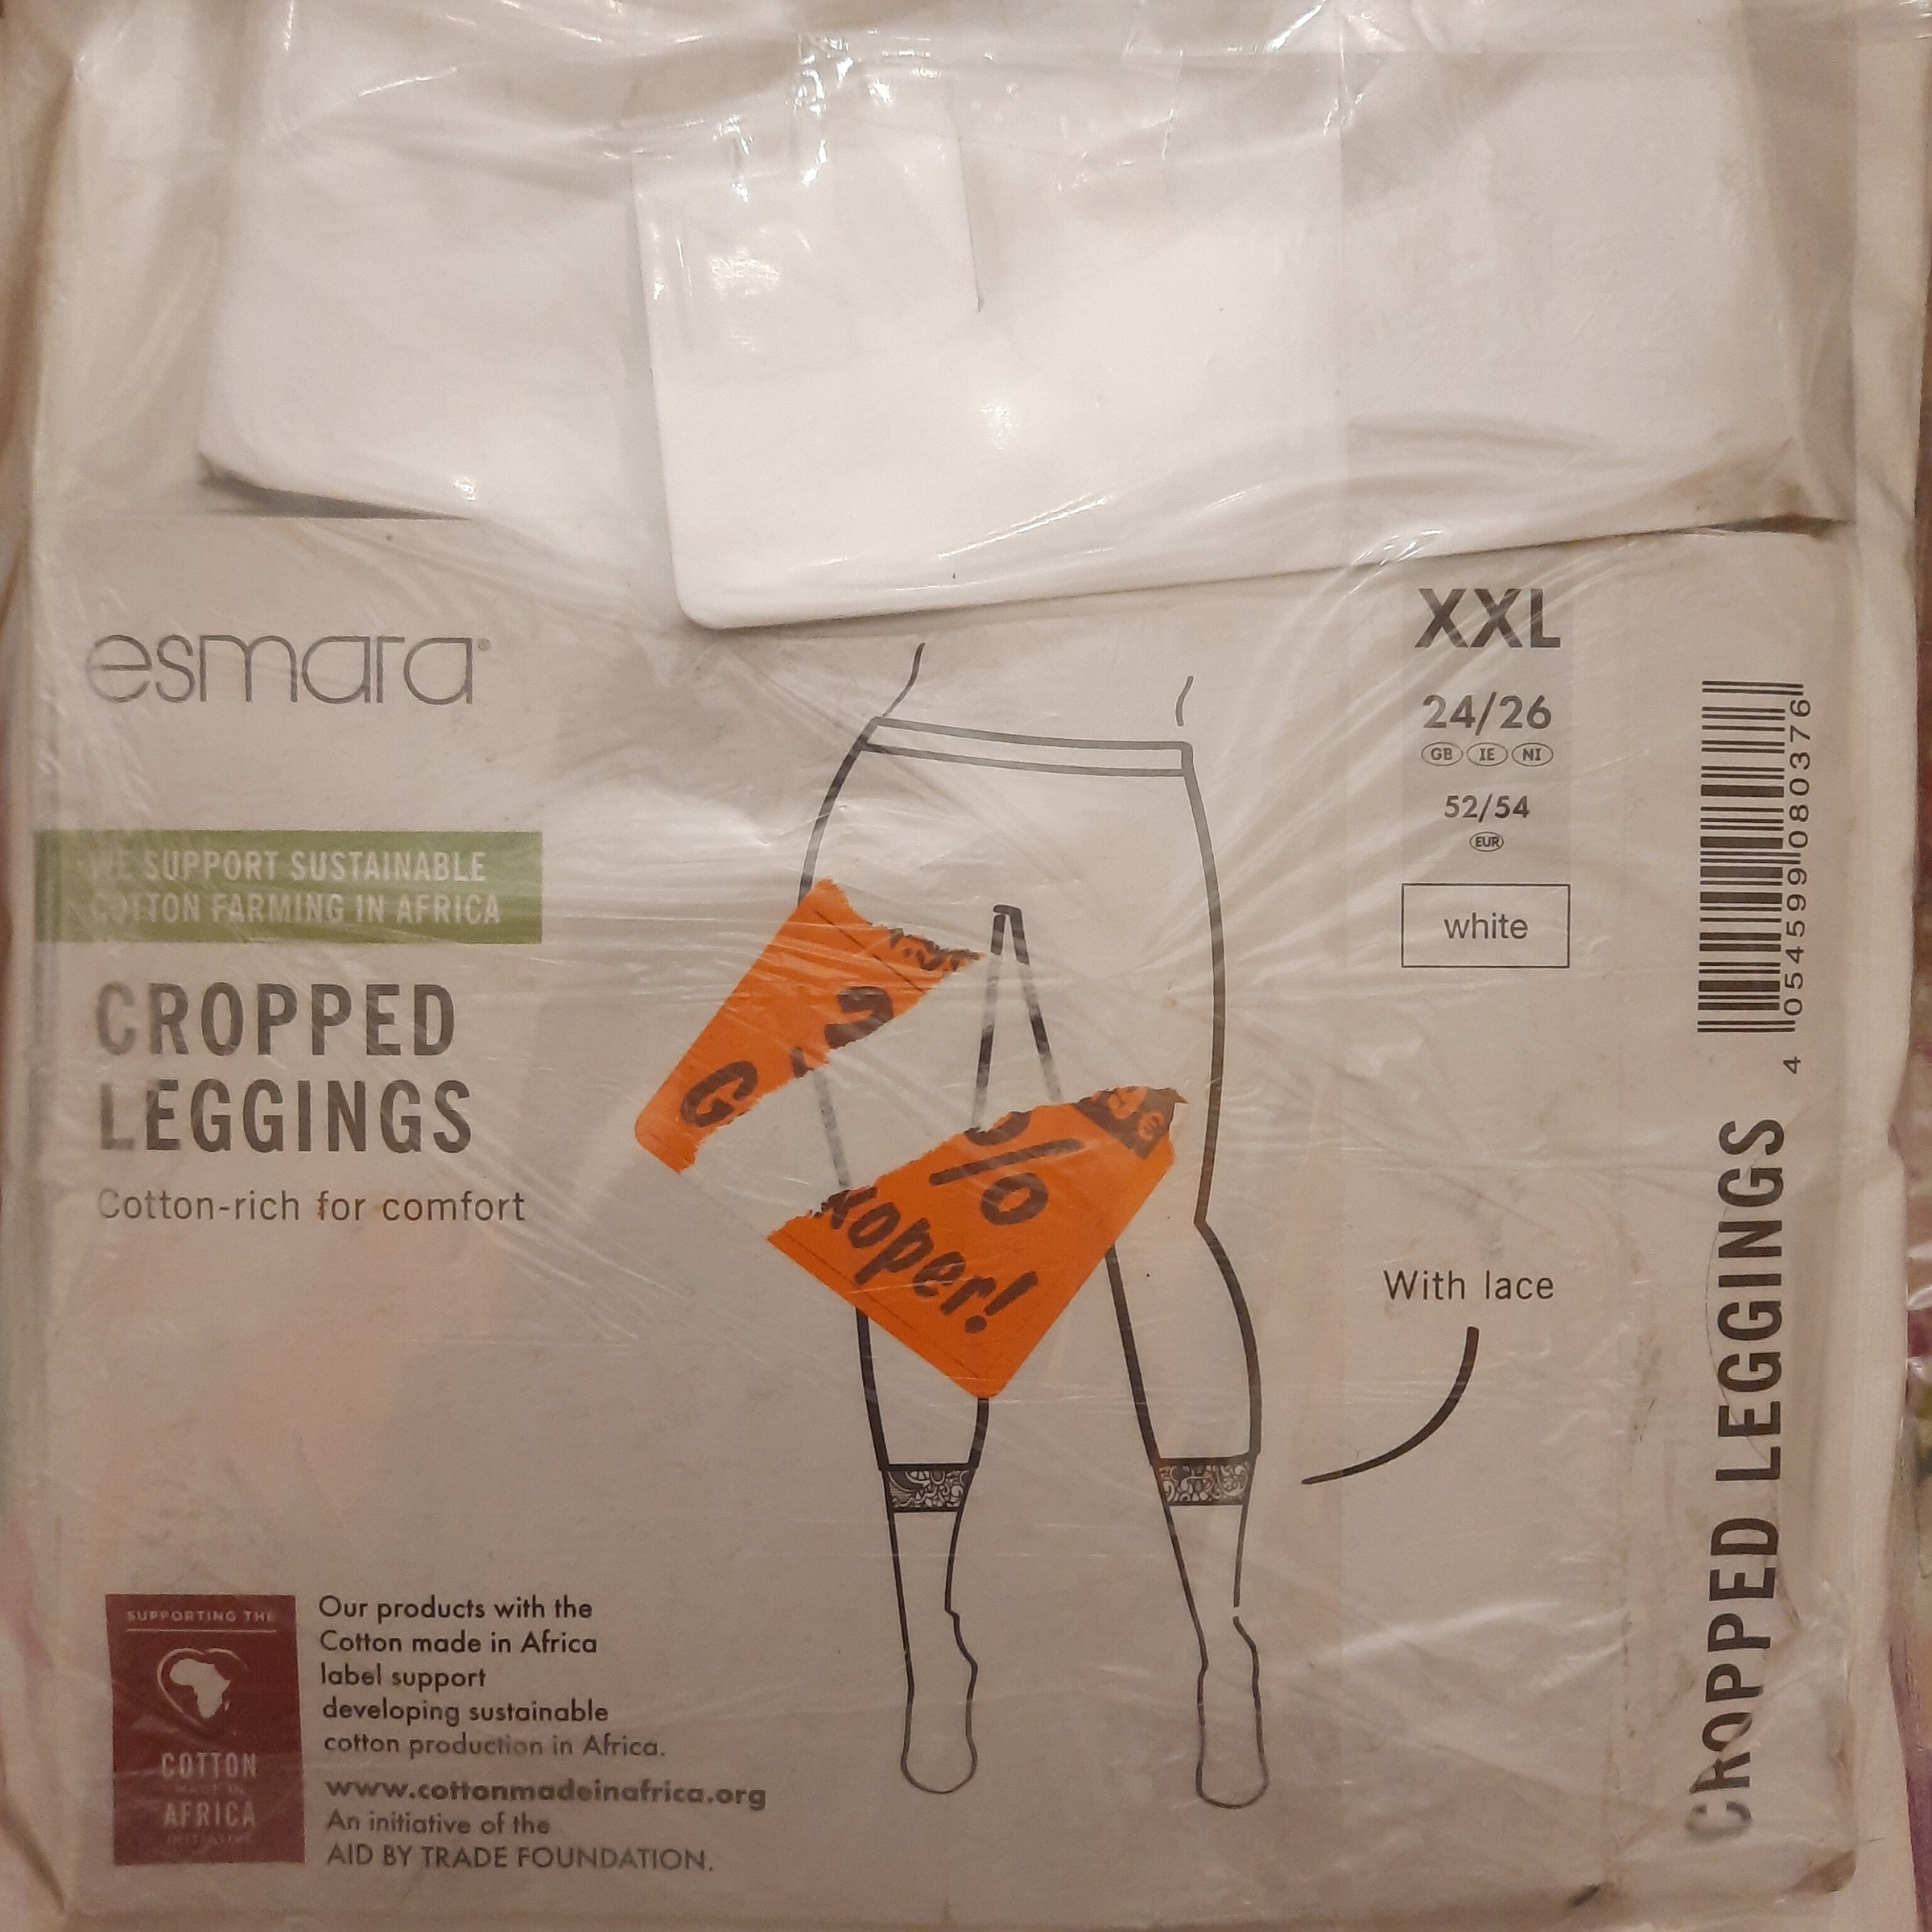 esmara®
WE SUPPORT SUSTAINABLE
COTTON FARMING IN AFRICA
CROPPED
LEGGINGS
Cotton-rich for comfort
XXL
24/26
GB IE NI
52/54
EUR
white
%
koper!
With lace
4 054599 080376
CROPPED LEGGINGS
SUPPORTING THE
COTTON
MADE IN
AFRICA
INITIATIVE
Our products with the
Cotton made in Africa
label support
developing sustainable
cotton production in Africa.
www.cottonmadeinafrica.org
An initiative of the
AID BY TRADE FOUNDATION.